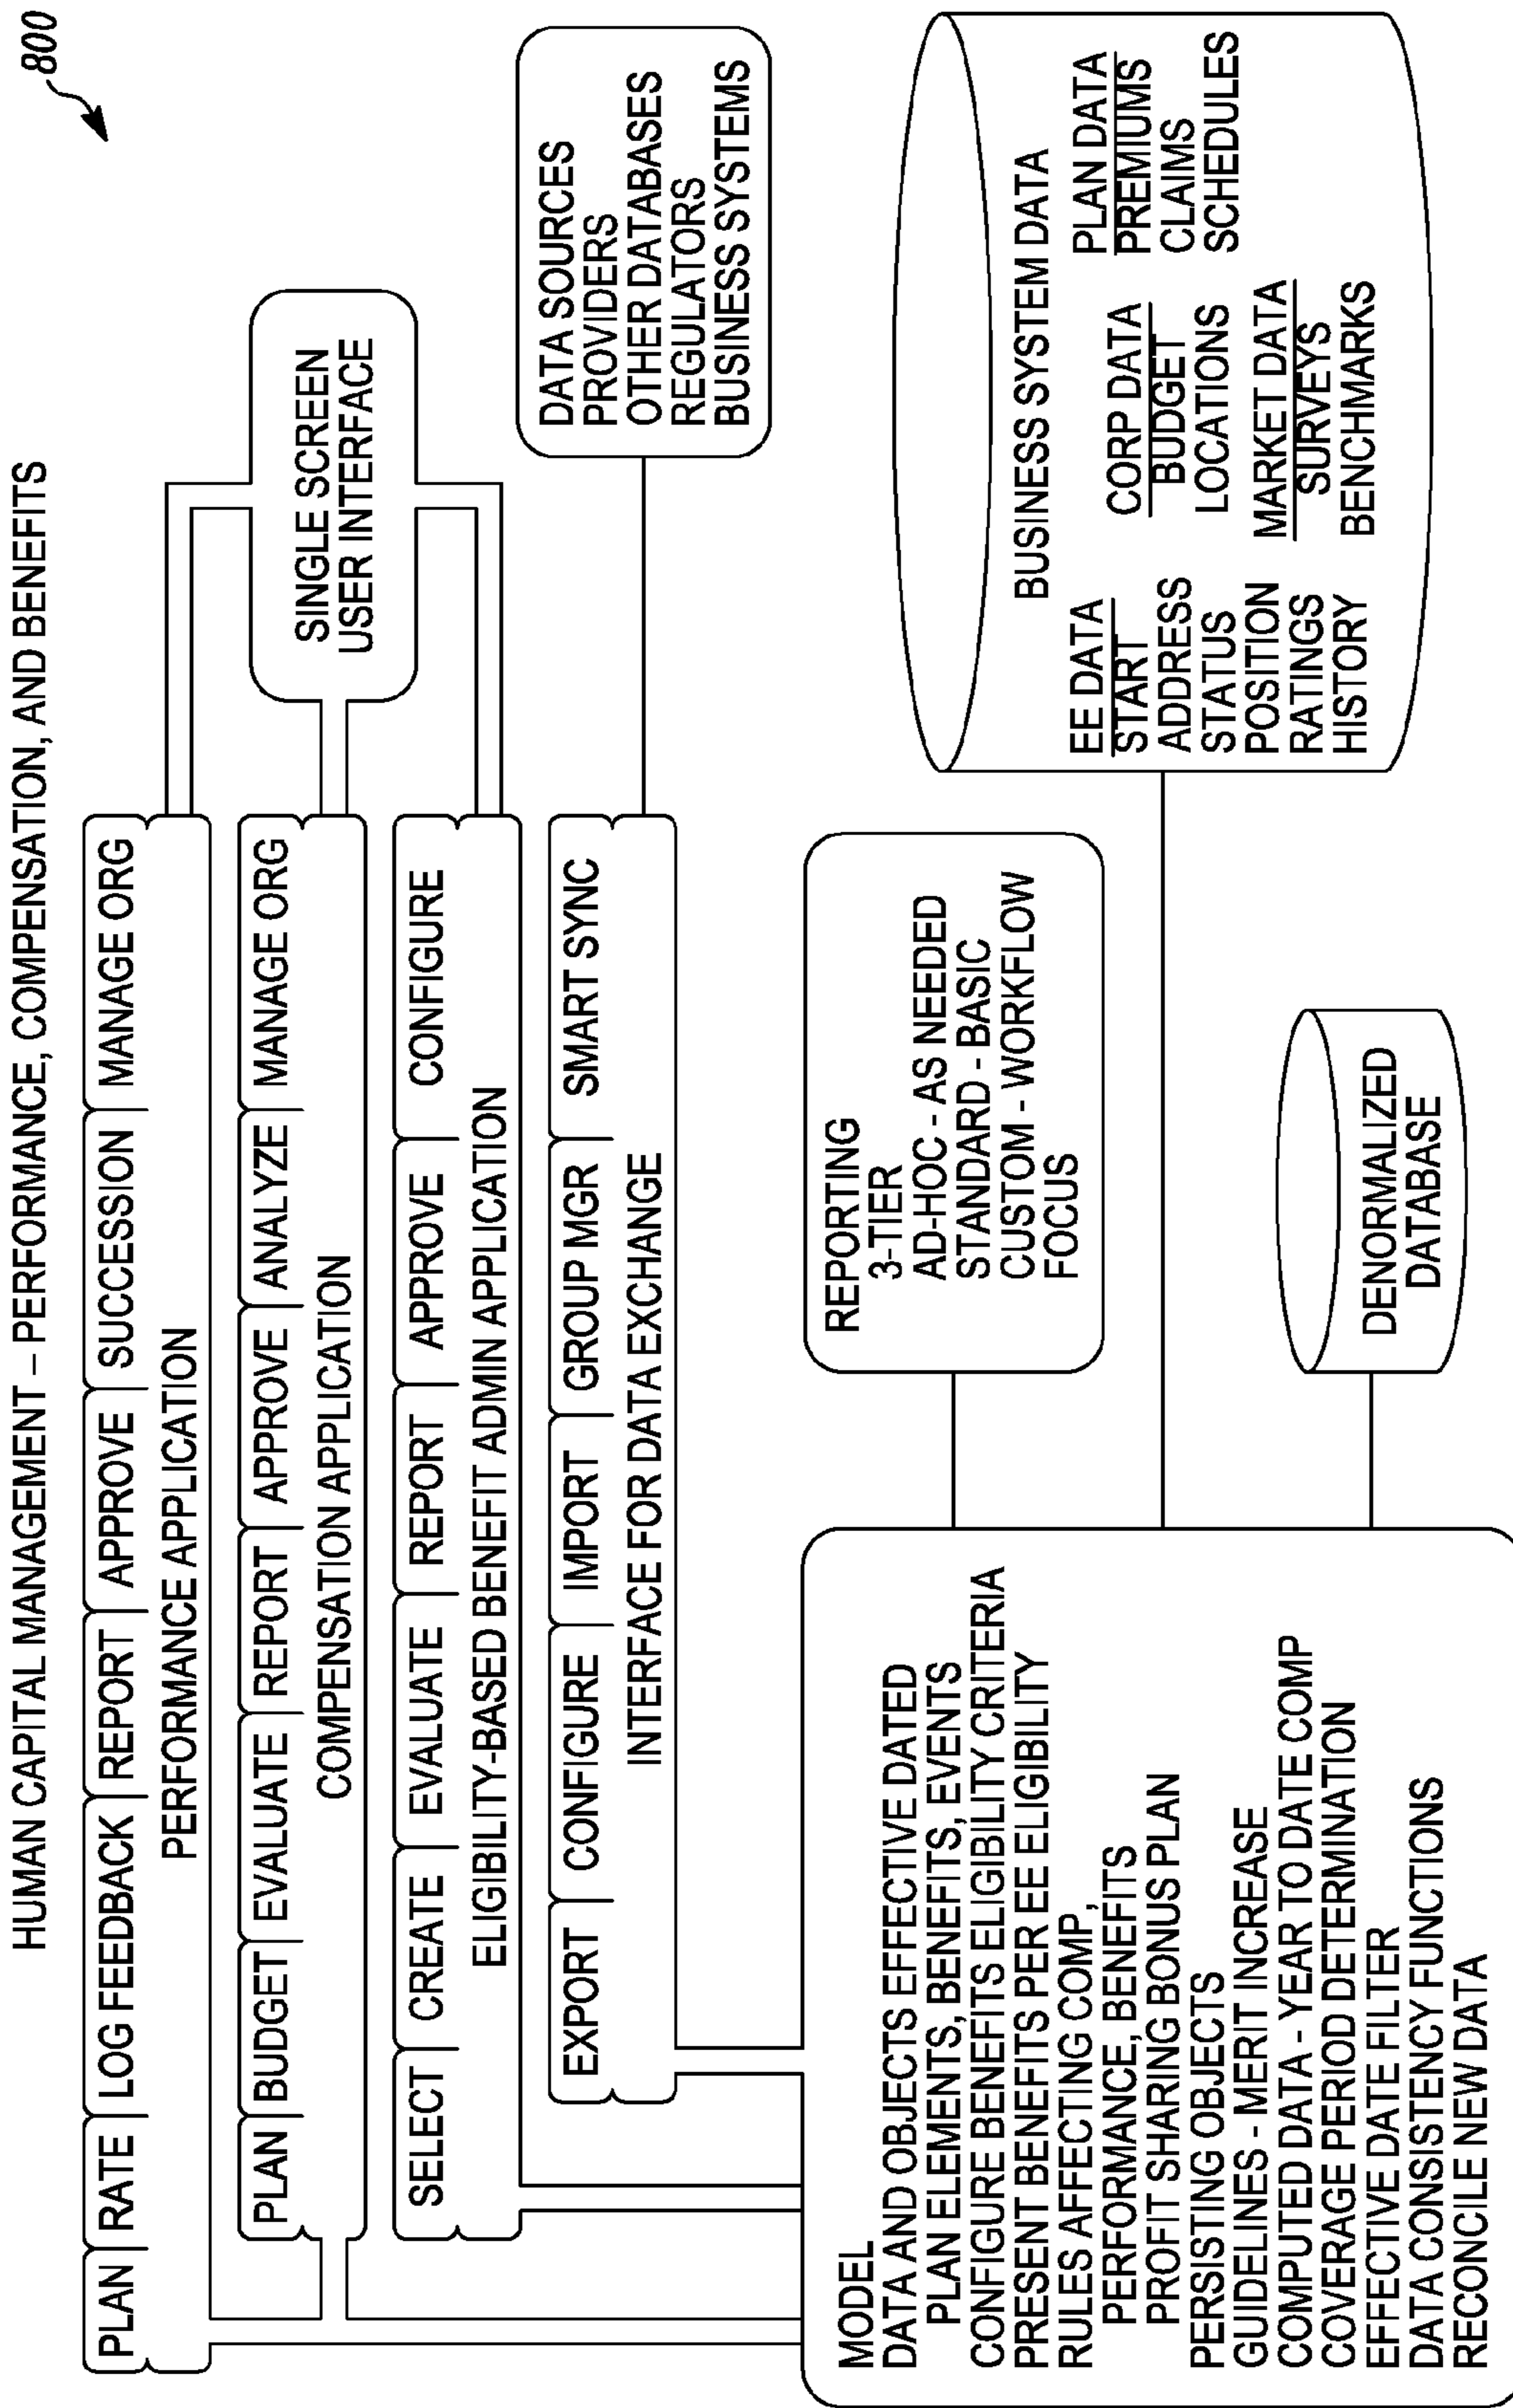 800
HUMAN CAPITAL MANAGEMENT – PERFORMANCE, COMPENSATION, AND BENEFITS
PLAN RATE LOG FEEDBACK REPORT APPROVE SUCCESSION MANAGE ORG
PERFORMANCE APPLICATION
PLAN BUDGET EVALUATE REPORT APPROVE ANALYZE MANAGE ORG
COMPENSATION APPLICATION
SELECT CREATE EVALUATE REPORT APPROVE CONFIGURE
ELIGIBILITY-BASED BENEFIT ADMIN APPLICATION
EXPORT CONFIGURE IMPORT GROUP MGR SMART SYNC
INTERFACE FOR DATA EXCHANGE
SINGLE SCREEN
USER INTERFACE
DATA SOURCES
PROVIDERS
OTHER DATABASES
REGULATORS
BUSINESS SYSTEMS
MODEL
DATA AND OBJECTS EFFECTIVE DATED
PLAN ELEMENTS, BENEFITS, EVENTS
CONFIGURE BENEFITS ELIGIBILITY CRITERIA
PRESENT BENEFITS PER EE ELIGIBILITY
RULES AFFECTING COMP,
PERFORMANCE, BENEFITS
PROFIT SHARING BONUS PLAN
PERSISTING OBJECTS
GUIDELINES - MERIT INCREASE
COMPUTED DATA - YEAR TO DATE COMP
COVERAGE PERIOD DETERMINATION
EFFECTIVE DATE FILTER
DATA CONSISTENCY FUNCTIONS
RECONCILE NEW DATA
REPORTING
3-TIER
AD-HOC - AS NEEDED
STANDARD - BASIC
CUSTOM - WORKFLOW
FOCUS
DENORMALIZED
DATABASE
BUSINESS SYSTEM DATA
EE DATA
START
ADDRESS
STATUS
POSITION
RATINGS
HISTORY
CORP DATA
BUDGET
LOCATIONS
MARKET DATA
SURVEYS
BENCHMARKS
PLAN DATA
PREMIUMS
CLAIMS
SCHEDULES